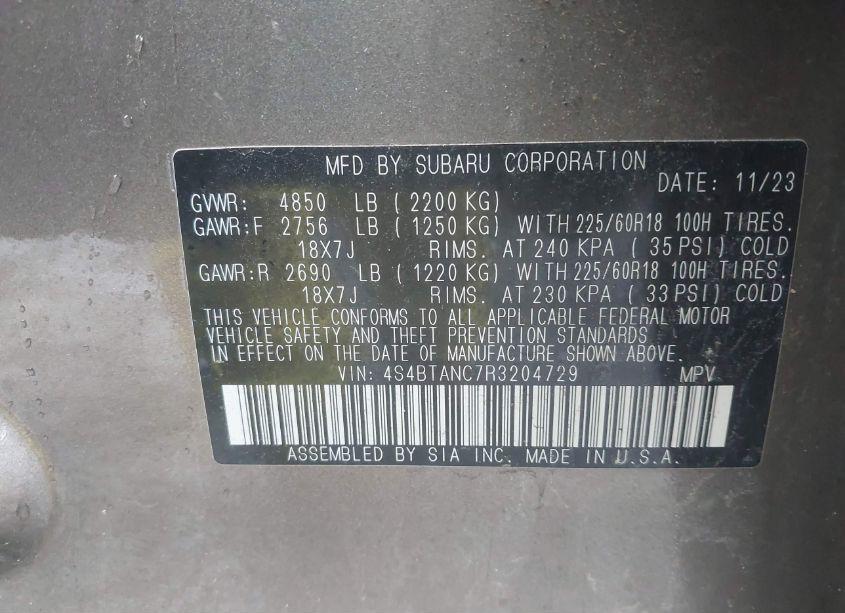 MFD BY SUBARU CORPORATION
DATE: 11/23
GVWR: 4850 LB ( 2200 KG)
GAWR:F 2756 LB ( 1250 KG) WITH 225/60R18 100H TIRES.
18X7J RIMS. AT 240 KPA ( 35 PSI) COLD
GAWR:R 2690 LB ( 1220 KG) WITH 225/60R18 100H TIRES.
18X7J RIMS. AT 230 KPA ( 33 PSI) COLD
THIS VEHICLE CONFORMS TO ALL APPLICABLE FEDERAL MOTOR
VEHICLE SAFETY AND THEFT PREVENTION STANDARDS
IN EFFECT ON THE DATE OF MANUFACTURE SHOWN ABOVE.
VIN: 4S4BTANC7R3204729 MPV
ASSEMBLED BY SIA INC. MADE IN U.S.A.